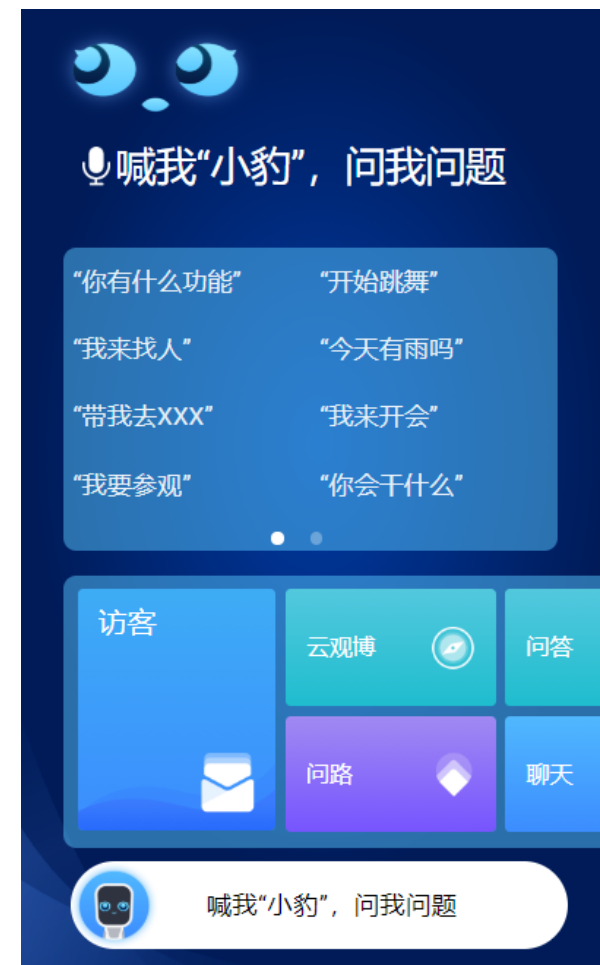 喊我“小豹”，问我问题
“你有什么功能” “开始跳舞”
“我来找人” “今天有雨吗”
“带我去XXX” “我来开会”
“我要参观” “你会干什么”
访客
云观博
问答
问路
聊天
喊我“小豹”，问我问题